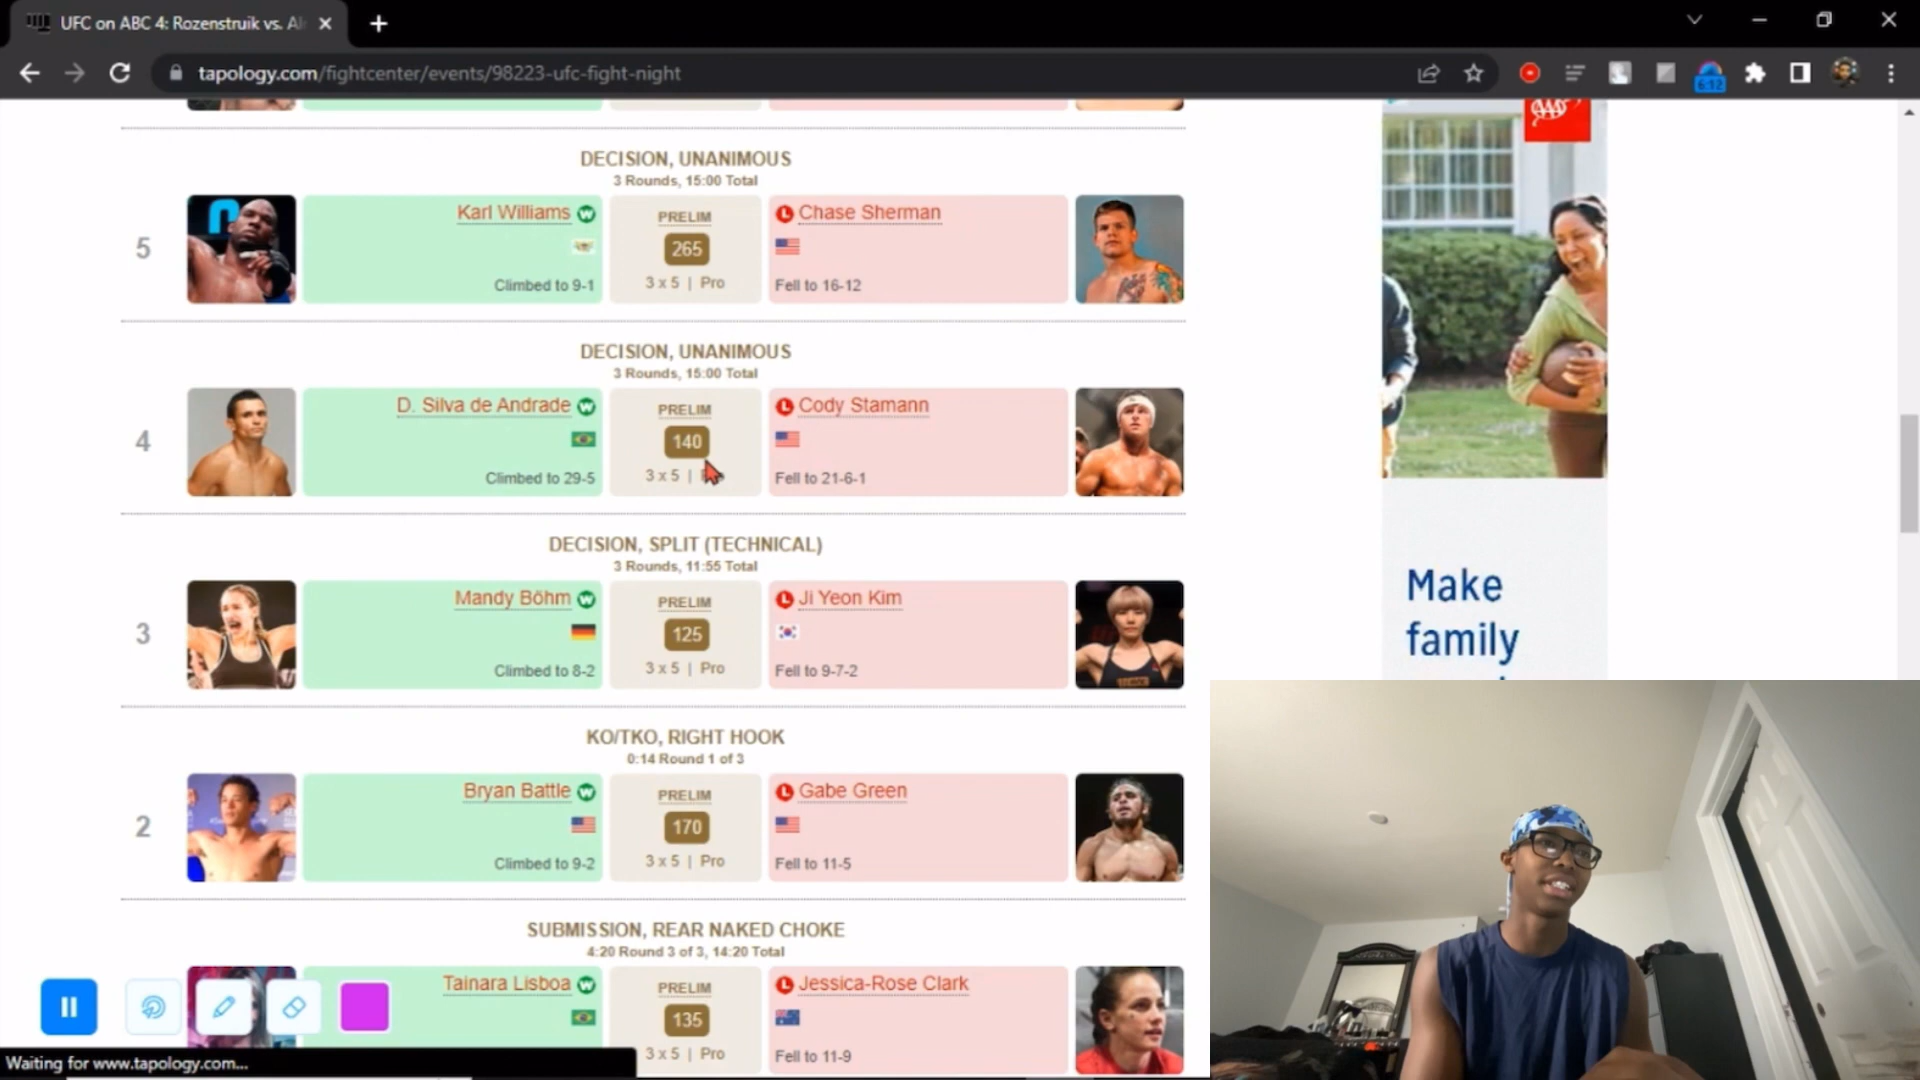 UFC on ABC 4: Rozenstruik vs. Al
tapology.com/fightcenter/events/98223-ufc-fight-night
6:12
DECISION, UNANIMOUS
3 Rounds, 15:00 Total
5
Karl Williams W
PRELIM
L Chase Sherman
265
Climbed to 9-1
3 x 5 | Pro
Fell to 16-12
DECISION, UNANIMOUS
3 Rounds, 15:00 Total
4
D. Silva de Andrade W
PRELIM
L Cody Stamann
140
Climbed to 29-5
3 x 5 |
Fell to 21-6-1
DECISION, SPLIT (TECHNICAL)
3 Rounds, 11:55 Total
3
Mandy Böhm W
PRELIM
L Ji Yeon Kim
125
Climbed to 8-2
3 x 5 | Pro
Fell to 9-7-2
KO/TKO, RIGHT HOOK
0:14 Round 1 of 3
2
Bryan Battle W
PRELIM
L Gabe Green
170
Climbed to 9-2
3 x 5 | Pro
Fell to 11-5
SUBMISSION, REAR NAKED CHOKE
4:20 Round 3 of 3, 14:20 Total
Tainara Lisboa W
PRELIM
L Jessica-Rose Clark
135
3 x 5 | Pro
Fell to 11-9
AAA
Make
family
Waiting for www.tapology.com...